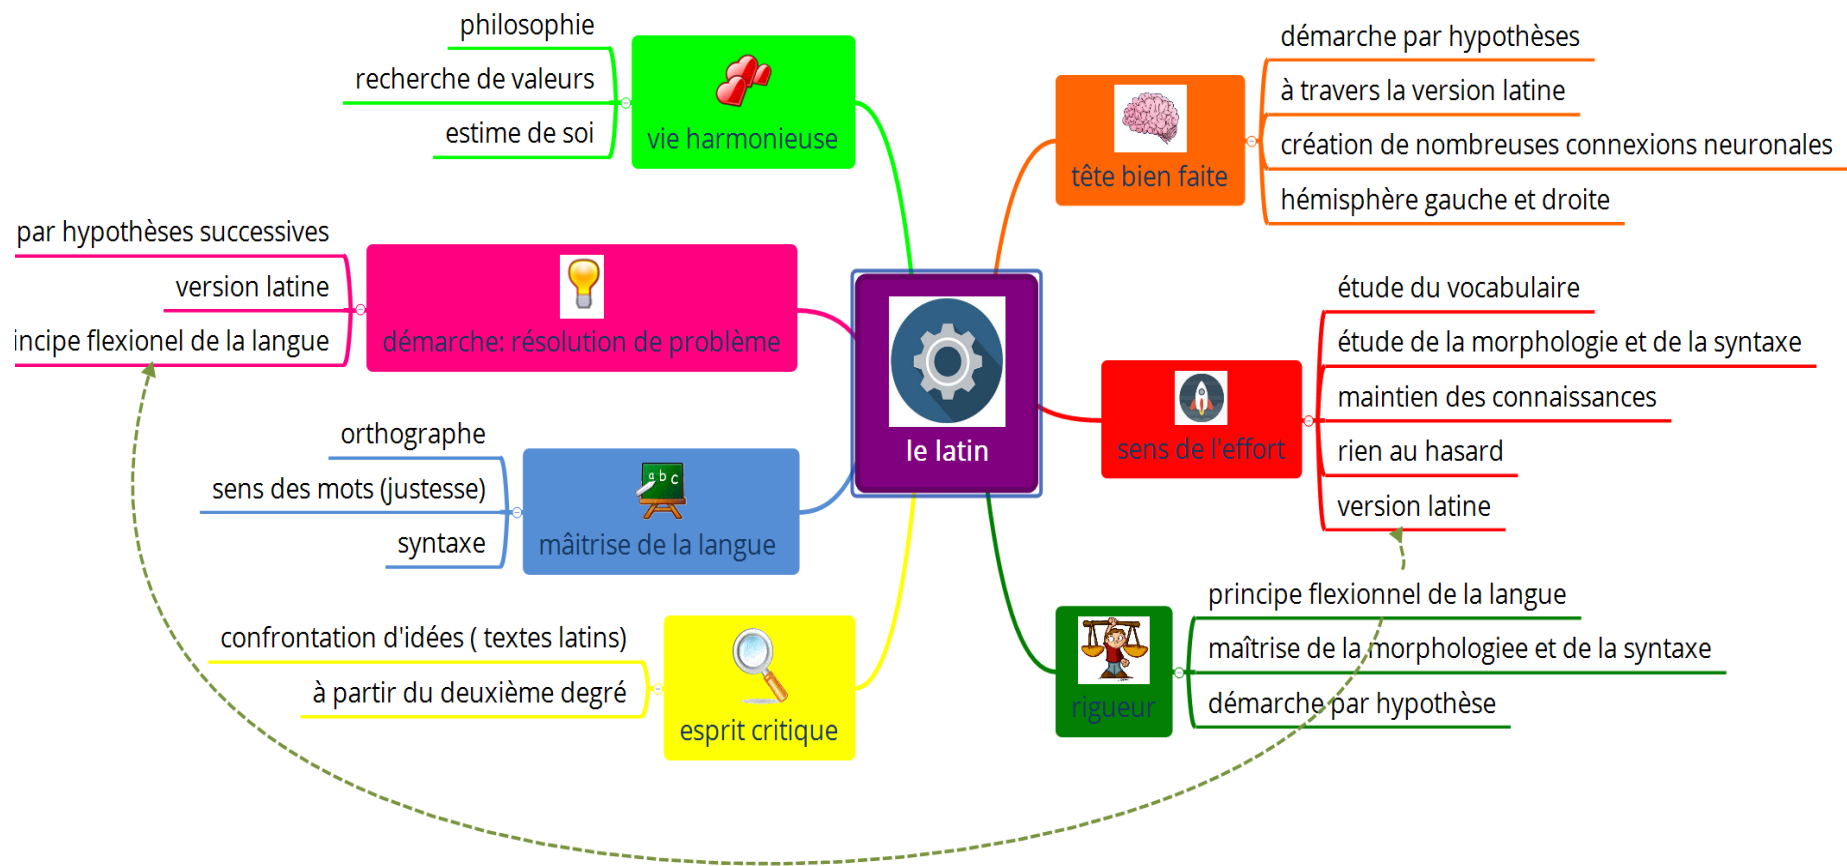 le latin
tête bien faite
démarche par hypothèses
à travers la version latine
création de nombreuses connexions neuronales
hémisphère gauche et droite
sens de l'effort
étude du vocabulaire
étude de la morphologie et de la syntaxe
maintien des connaissances
rien au hasard
version latine
rigueur
principe flexionnel de la langue
maîtrise de la morphologiee et de la syntaxe
démarche par hypothèse
vie harmonieuse
philosophie
recherche de valeurs
estime de soi
démarche: résolution de problème
par hypothèses successives
version latine
incipe flexionel de la langue
mâitrise de la langue
a b c
orthographe
sens des mots (justesse)
syntaxe
esprit critique
confrontation d'idées ( textes latins)
à partir du deuxième degré